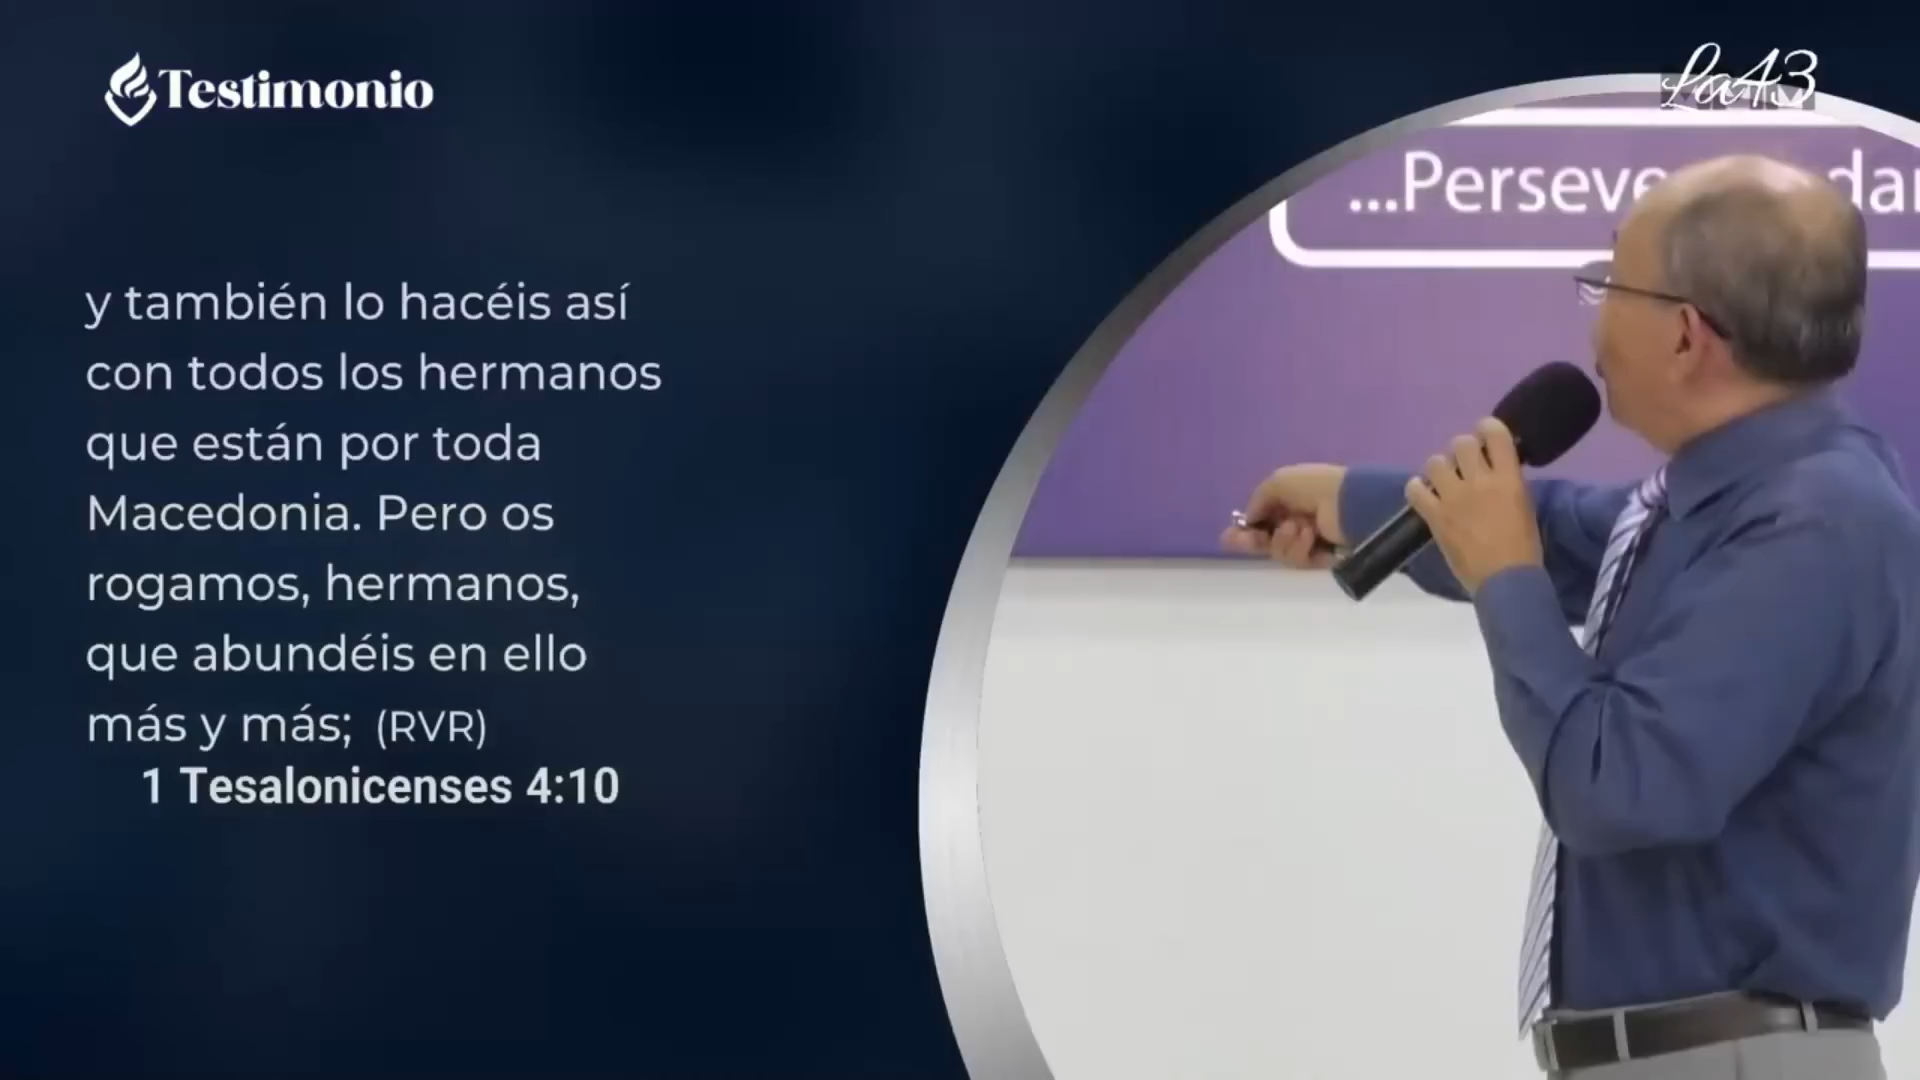 Testimonio
La43
...Perseve
y también lo hacéis así
con todos los hermanos
que están por toda
Macedonia. Pero os
rogamos, hermanos,
que abundéis en ello
más y más; (RVR)
1 Tesalonicenses 4:10